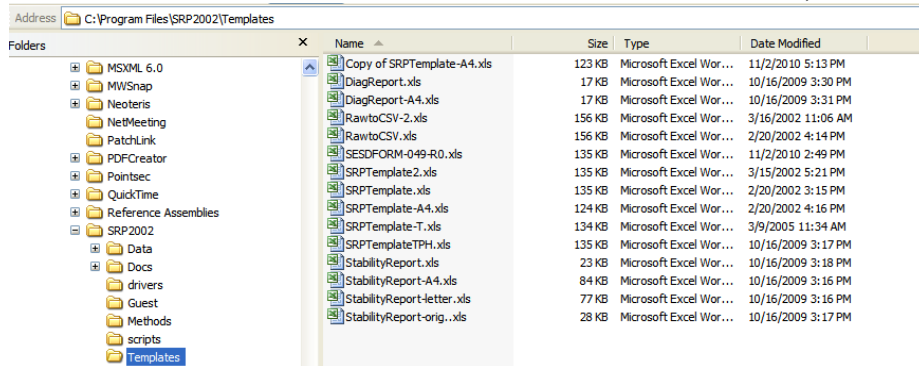 Address C:\Program Files\SRP2002\Templates
Folders × Name Size Type Date Modified
MSXML 6.0
MWSnap
Neoteris
NetMeeting
PatchLink
PDFCreator
Pointsec
QuickTime
Reference Assemblies
SRP2002
Data
Docs
drivers
Guest
Methods
scripts
Templates
Copy of SRPTemplate-A4.xls 123 KB Microsoft Excel Wor... 11/2/2010 5:13 PM
DiagReport.xls 17 KB Microsoft Excel Wor... 10/16/2009 3:30 PM
DiagReport-A4.xls 17 KB Microsoft Excel Wor... 10/16/2009 3:31 PM
RawtoCSV-2.xls 156 KB Microsoft Excel Wor... 3/16/2002 11:06 AM
RawtoCSV.xls 156 KB Microsoft Excel Wor... 2/20/2002 4:14 PM
SESDFORM-049-R0.xls 135 KB Microsoft Excel Wor... 11/2/2010 2:49 PM
SRPTemplate2.xls 135 KB Microsoft Excel Wor... 3/15/2002 5:21 PM
SRPTemplate.xls 135 KB Microsoft Excel Wor... 2/20/2002 3:15 PM
SRPTemplate-A4.xls 124 KB Microsoft Excel Wor... 2/20/2002 4:16 PM
SRPTemplate-T.xls 134 KB Microsoft Excel Wor... 3/9/2005 11:34 AM
SRPTemplateTPH.xls 135 KB Microsoft Excel Wor... 10/16/2009 3:17 PM
StabilityReport.xls 23 KB Microsoft Excel Wor... 10/16/2009 3:18 PM
StabilityReport-A4.xls 84 KB Microsoft Excel Wor... 10/16/2009 3:16 PM
StabilityReport-letter.xls 77 KB Microsoft Excel Wor... 10/16/2009 3:16 PM
StabilityReport-orig..xls 28 KB Microsoft Excel Wor... 10/16/2009 3:17 PM